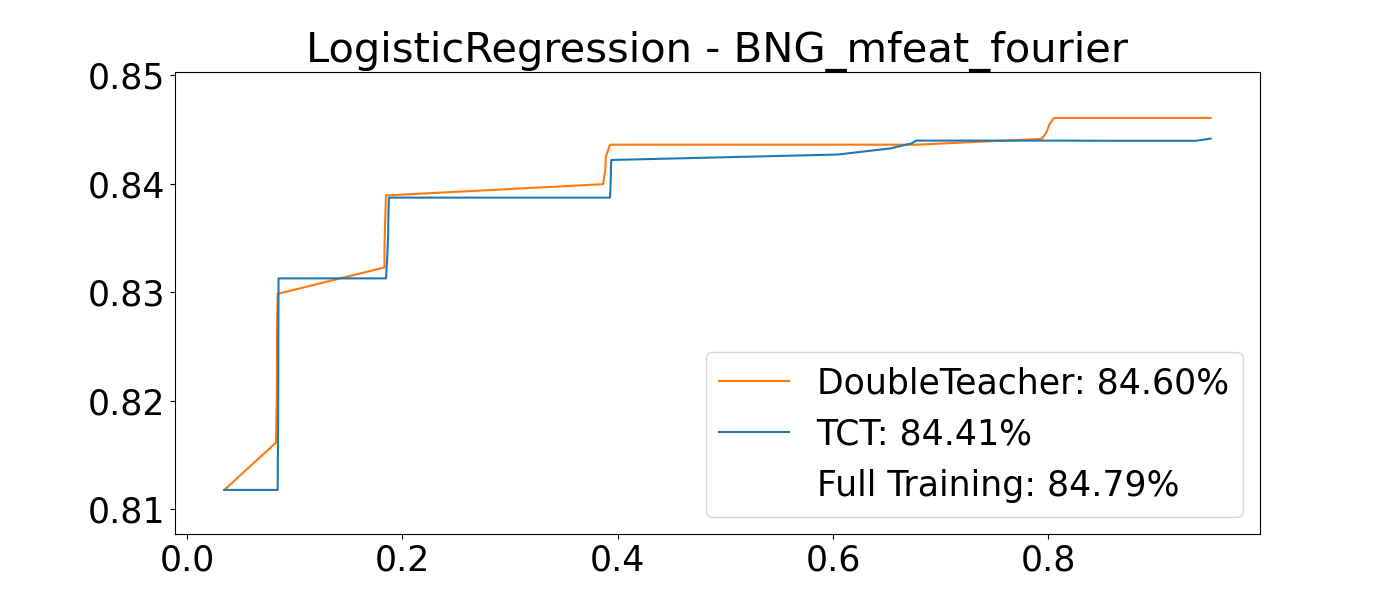 LogisticRegression - BNG_mfeat_fourier
0.85
0.84
0.83
0.82
0.81
DoubleTeacher: 84.60%
TCT: 84.41%
Full Training: 84.79%
0.0 0.2 0.4 0.6 0.8